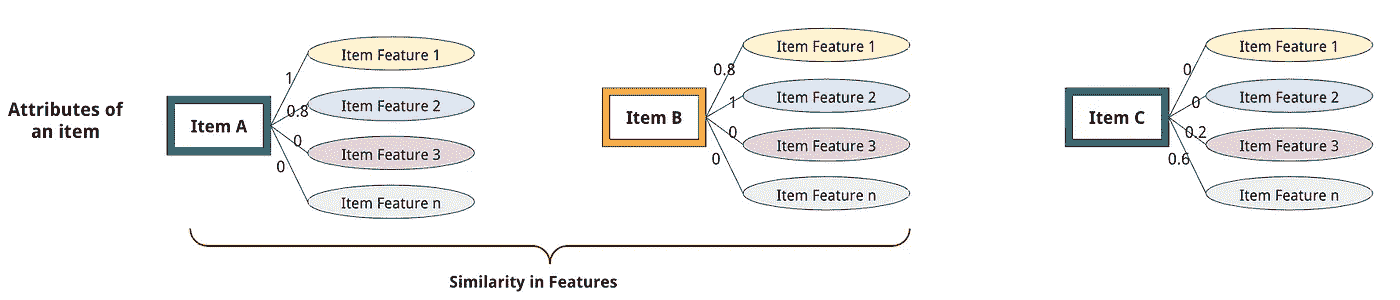 Attributes of
an item
Item A
1
0.8
0
0
Item Feature 1
Item Feature 2
Item Feature 3
Item Feature n
Item B
0.8
1
0
0
Item Feature 1
Item Feature 2
Item Feature 3
Item Feature n
Item C
0
0
0.2
0.6
Item Feature 1
Item Feature 2
Item Feature 3
Item Feature n
Similarity in Features